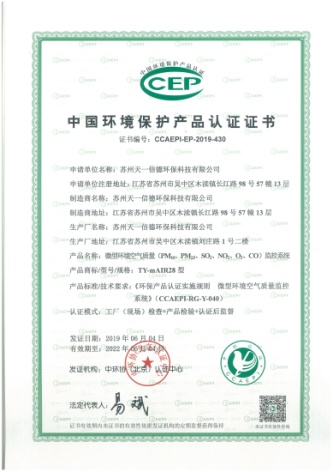 中国环境保护产品认证
CEP
中国环境保护产品认证证书
证书编号：CCAEPI-EP-2019-430
申请单位名称：苏州天一信德环保科技有限公司
申请单位注册地址：江苏省苏州市吴中区木渎镇长江路 98 号 57 幢 13 层
制造商名称：苏州天一信德环保科技有限公司
制造商地址：江苏省苏州市吴中区木渎镇长江路 98 号 57 幢 13 层
生产厂名称：苏州天一信德环保科技有限公司
生产厂地址：江苏省苏州市吴中区木渎镇刘庄路 1 号二楼
产品名称：微型环境空气质量（PM₁₀、PM₂.₅、SO₂、NO₂、O₃、CO）监控系统
产品商标/型号/规格：TY-mAIR28 型
产品标准/技术要求：《环保产品认证实施规则 微型环境空气质量监控
系统》（CCAEPI-RG-Y-040）
认证模式：工厂（现场）检查+产品检验+认证后监督
发证日期：2019 年 06 月 04 日
有效期至：2022
发证机构：中环协（北京）认证中心
法定代表人：易斌
CCAEPI
证书有效期内本证书的有效性依据发证机构的定期监督获得保持